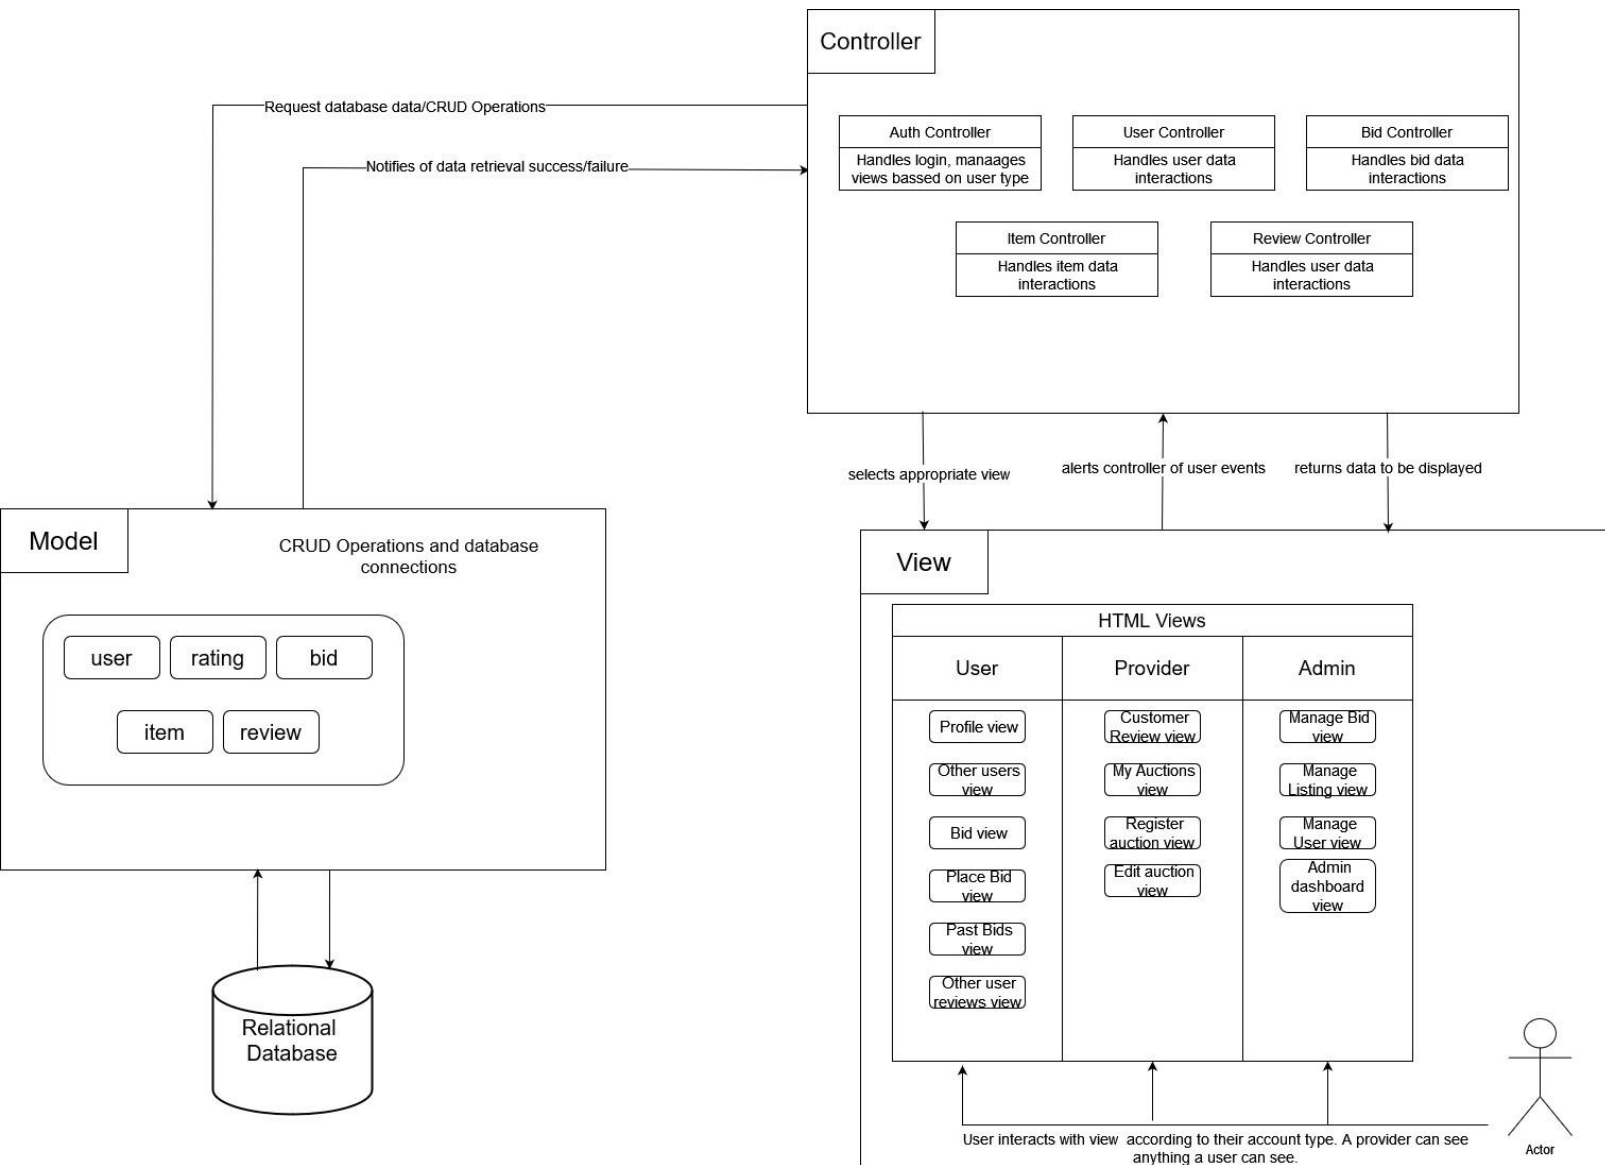 Controller
Request database data/CRUD Operations
Notifies of data retrieval success/failure
Auth Controller
Handles login, manaages
views bassed on user type
User Controller
Handles user data
interactions
Bid Controller
Handles bid data
interactions
Item Controller
Handles item data
interactions
Review Controller
Handles user data
interactions
selects appropriate view
alerts controller of user events
returns data to be displayed
Model
CRUD Operations and database
connections
user
rating
bid
item
review
Relational
Database
View
HTML Views
User
Provider
Admin
Profile view
Other users
view
Bid view
Place Bid
view
Past Bids
view
Other user
reviews view
Customer
Review view
My Auctions
view
Register
auction view
Edit auction
view
Manage Bid
view
Manage
Listing view
Manage
User view
Admin
dashboard
view
User interacts with view according to their account type. A provider can see
anything a user can see.
Actor